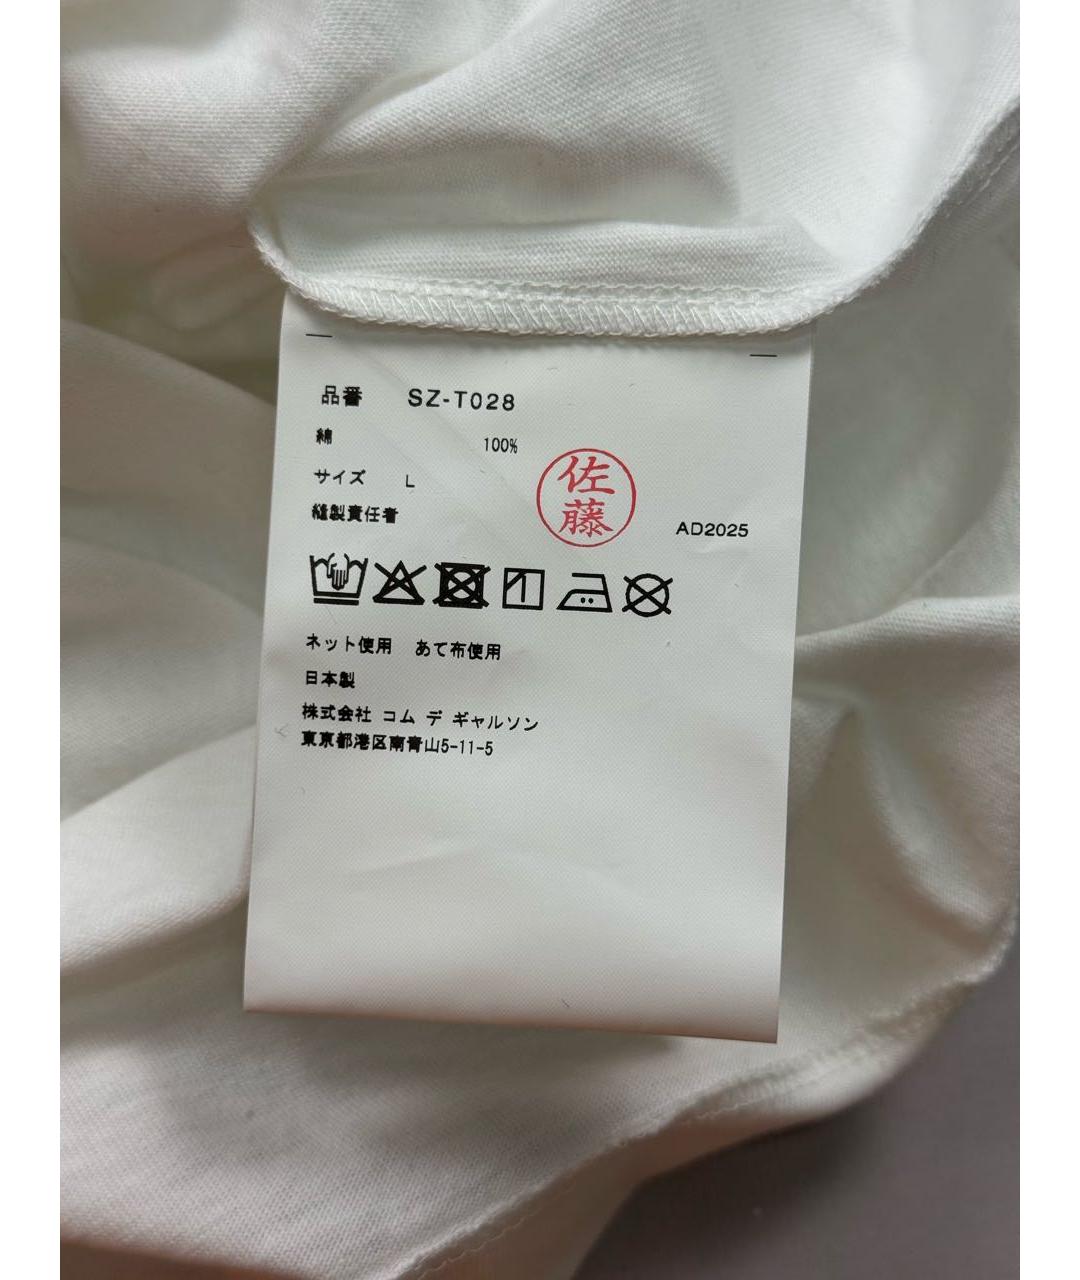 品番 SZ-T028
綿 100%
サイズ L
縫製責任者 佐藤 AD2025
ネット使用 あて布使用
日本製
株式会社 コム デ ギャルソン
東京都港区南青山5-11-5